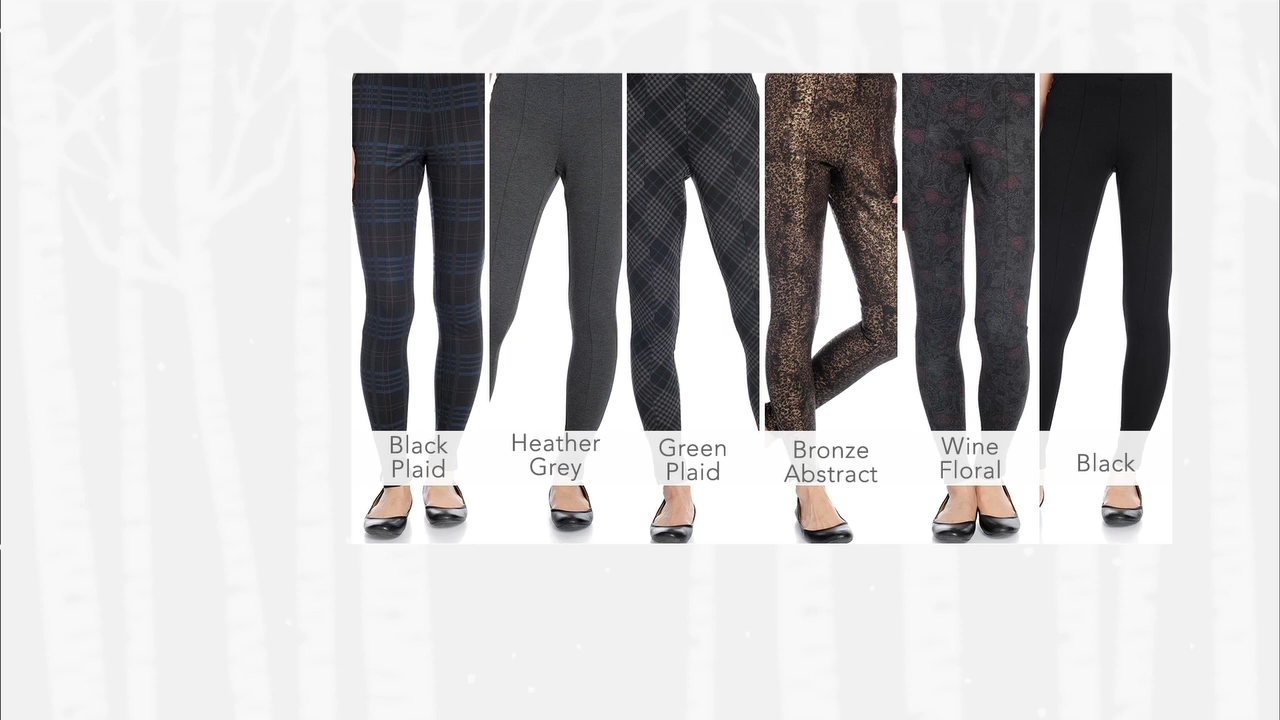 Black
Plaid
Heather
Grey
Green
Plaid
Bronze
Abstract
Wine
Floral
Black